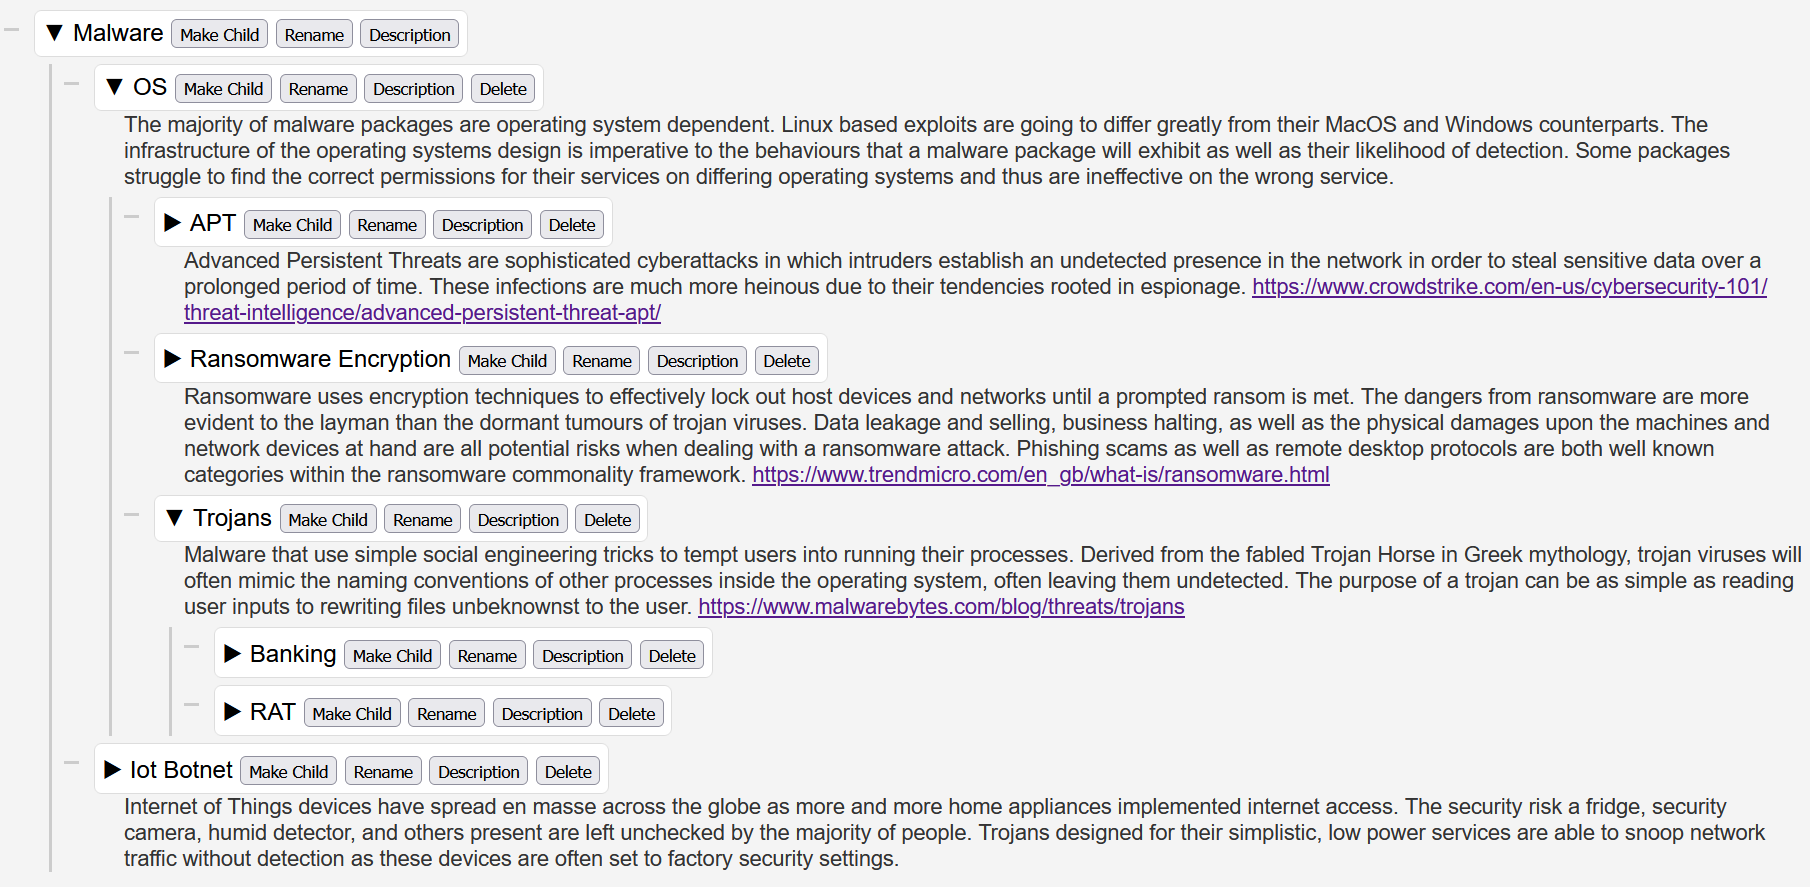 ▼ Malware Make Child Rename Description
▼ OS Make Child Rename Description Delete
The majority of malware packages are operating system dependent. Linux based exploits are going to differ greatly from their MacOS and Windows counterparts. The
infrastructure of the operating systems design is imperative to the behaviours that a malware package will exhibit as well as their likelihood of detection. Some packages
struggle to find the correct permissions for their services on differing operating systems and thus are ineffective on the wrong service.
▶ APT Make Child Rename Description Delete
Advanced Persistent Threats are sophisticated cyberattacks in which intruders establish an undetected presence in the network in order to steal sensitive data over a
prolonged period of time. These infections are much more heinous due to their tendencies rooted in espionage. https://www.crowdstrike.com/en-us/cybersecurity-101/
threat-intelligence/advanced-persistent-threat-apt/
▶ Ransomware Encryption Make Child Rename Description Delete
Ransomware uses encryption techniques to effectively lock out host devices and networks until a prompted ransom is met. The dangers from ransomware are more
evident to the layman than the dormant tumours of trojan viruses. Data leakage and selling, business halting, as well as the physical damages upon the machines and
network devices at hand are all potential risks when dealing with a ransomware attack. Phishing scams as well as remote desktop protocols are both well known
categories within the ransomware commonality framework. https://www.trendmicro.com/en_gb/what-is/ransomware.html
▼ Trojans Make Child Rename Description Delete
Malware that use simple social engineering tricks to tempt users into running their processes. Derived from the fabled Trojan Horse in Greek mythology, trojan viruses will
often mimic the naming conventions of other processes inside the operating system, often leaving them undetected. The purpose of a trojan can be as simple as reading
user inputs to rewriting files unbeknownst to the user. https://www.malwarebytes.com/blog/threats/trojans
▶ Banking Make Child Rename Description Delete
▶ RAT Make Child Rename Description Delete
▶ Iot Botnet Make Child Rename Description Delete
Internet of Things devices have spread en masse across the globe as more and more home appliances implemented internet access. The security risk a fridge, security
camera, humid detector, and others present are left unchecked by the majority of people. Trojans designed for their simplistic, low power services are able to snoop network
traffic without detection as these devices are often set to factory security settings.